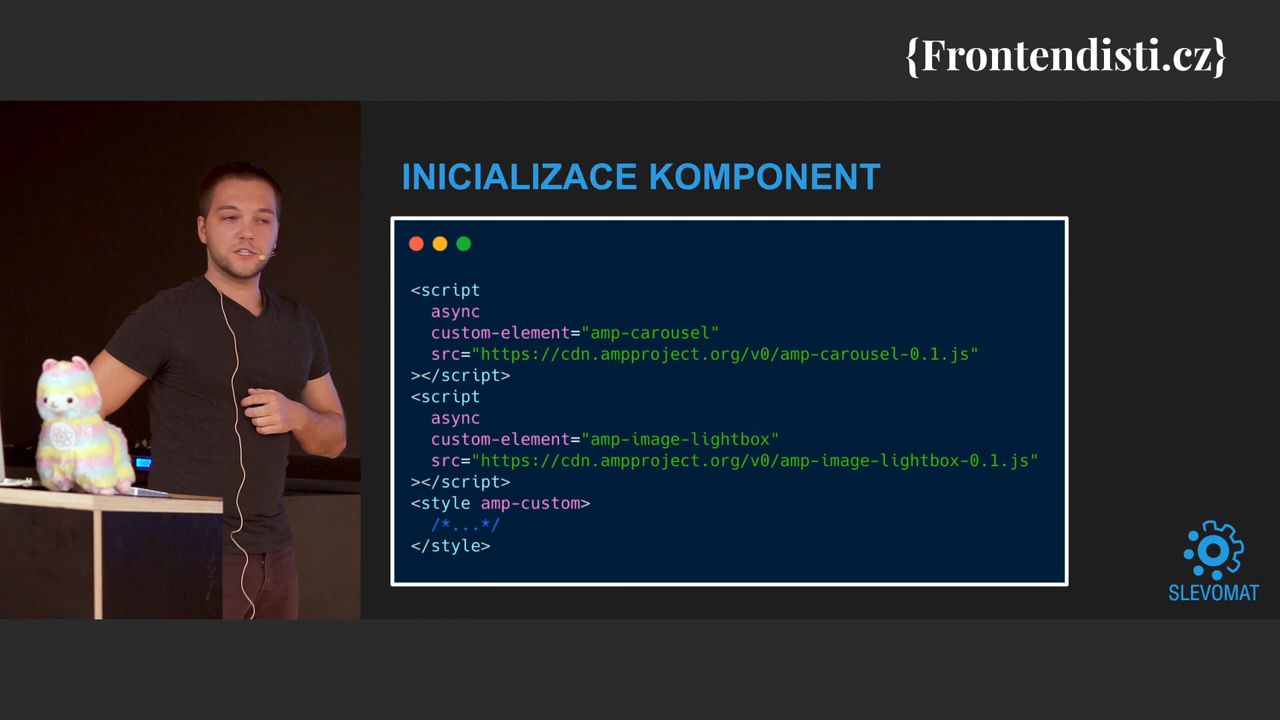 {Frontendisti.cz}
INICIALIZACE KOMPONENT
<script
  async
  custom-element="amp-carousel"
  src="https://cdn.ampproject.org/v0/amp-carousel-0.1.js"
></script>
<script
  async
  custom-element="amp-image-lightbox"
  src="https://cdn.ampproject.org/v0/amp-image-lightbox-0.1.js"
></script>
<style amp-custom>
  /*...*/
</style>
SLEVOMAT